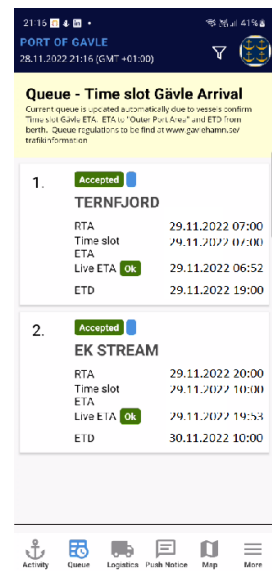 21:16 41%
PORT OF GAVLE
28.11.2022 21:16 (GMT +01:00)
Queue - Time slot Gävle Arrival
Current queue is upcated automatically due to vessels confirm
Time slot Gävle ETA. ETA to "Outer Port Area" and ETD from
berth. Queue regulations to be find at www.gavlehamn.se/
trafikinformation
1. Accepted
TERNFJORD
RTA 29.11.2022 07:00
Time slot 29.11.2022 07:00
ETA
Live ETA Ok 29.11.2022 06:52
ETD 29.11.2022 19:00
2. Accepted
EK STREAM
RTA 29.11.2022 20:00
Time slot 29.11.2022 10:00
ETA
Live ETA Ok 29.11.2022 19:53
ETD 30.11.2022 10:00
Activity Queue Logistics Push Notice Map More